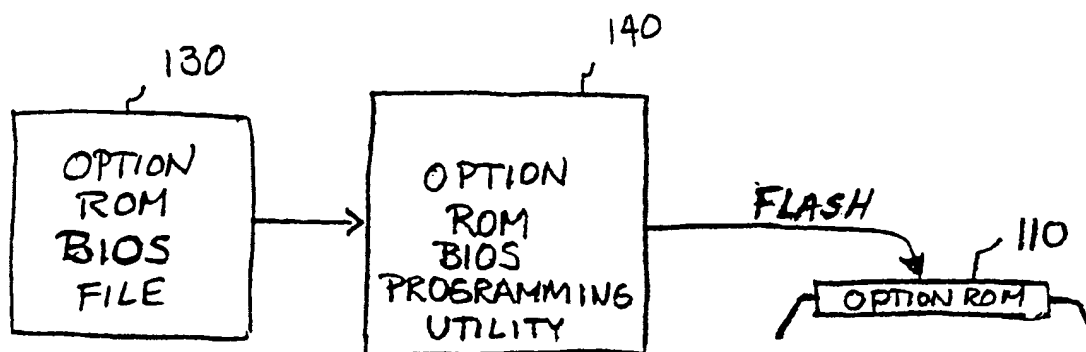 130
OPTION
ROM
BIOS
FILE
140
OPTION
ROM
BIOS
PROGRAMMING
UTILITY
FLASH
110
OPTION ROM